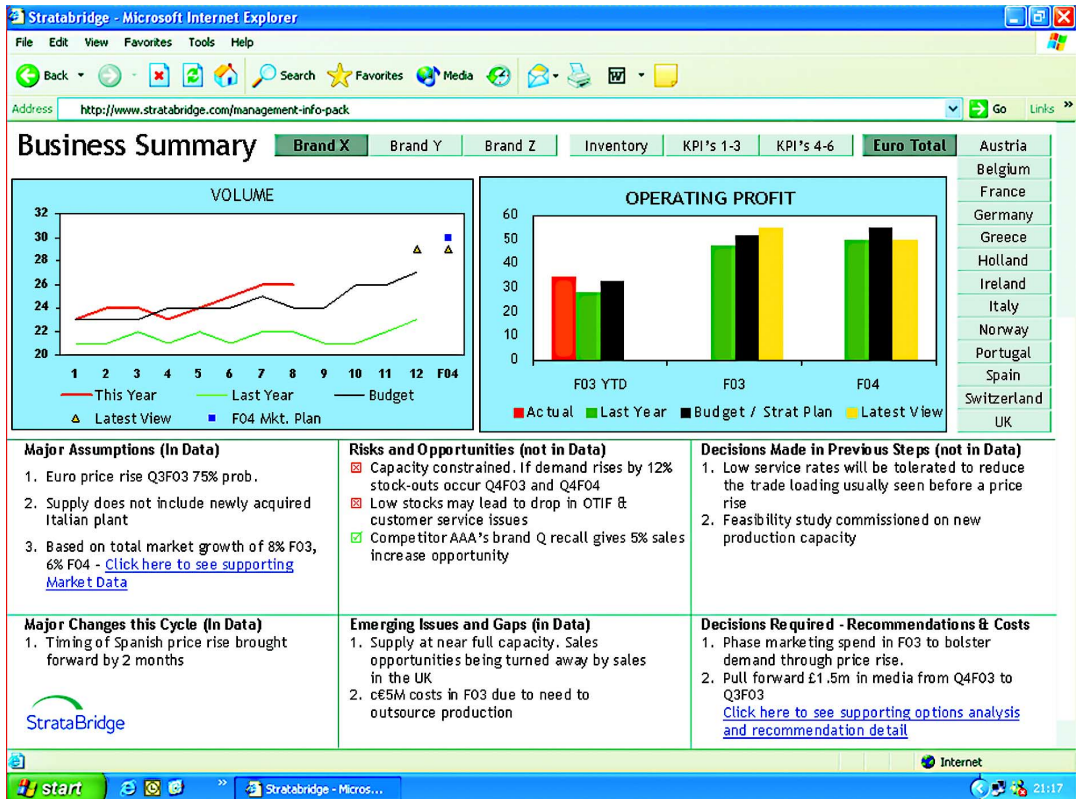 Stratabridge - Microsoft Internet Explorer
File Edit View Favorites Tools Help
Back Search Favorites Media
Address http://www.stratabridge.com/management-info-pack Go Links »
Business Summary Brand X Brand Y Brand Z Inventory KPI's 1-3 KPI's 4-6 Euro Total
Austria
Belgium
France
Germany
Greece
Holland
Ireland
Italy
Norway
Portugal
Spain
Switzerland
UK
VOLUME
32
30
28
26
24
22
20
1 2 3 4 5 6 7 8 9 10 11 12 F04
This Year Last Year Budget
Latest View F04 Mkt. Plan
OPERATING PROFIT
60
50
40
30
20
10
0
F03 YTD F03 F04
Actual Last Year Budget / Strat Plan Latest View
Major Assumptions (In Data)
1. Euro price rise Q3F03 75% prob.
2. Supply does not include newly acquired
Italian plant
3. Based on total market growth of 8% F03,
6% F04 - Click here to see supporting
Market Data
Risks and Opportunities (not in Data)
Capacity constrained. If demand rises by 12%
stock-outs occur Q4F03 and Q4F04
Low stocks may lead to drop in OTIF &
customer service issues
Competitor AAA's brand Q recall gives 5% sales
increase opportunity
Decisions Made in Previous Steps (not in Data)
1. Low service rates will be tolerated to reduce
the trade loading usually seen before a price
rise
2. Feasibility study commissioned on new
production capacity
Major Changes this Cycle (In Data)
1. Timing of Spanish price rise brought
forward by 2 months
StrataBridge
Emerging Issues and Gaps (in Data)
1. Supply at near full capacity. Sales
opportunities being turned away by sales
in the UK
2. c€5M costs in F03 due to need to
outsource production
Decisions Required - Recommendations & Costs
1. Phase marketing spend in F03 to bolster
demand through price rise.
2. Pull forward £1.5m in media from Q4F03 to
Q3F03
Click here to see supporting options analysis
and recommendation detail
Internet
start » Stratabridge - Micros... 21:17